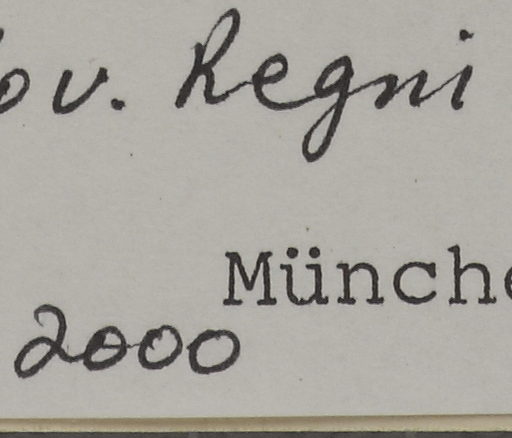 ov. Regni
Münche
2000